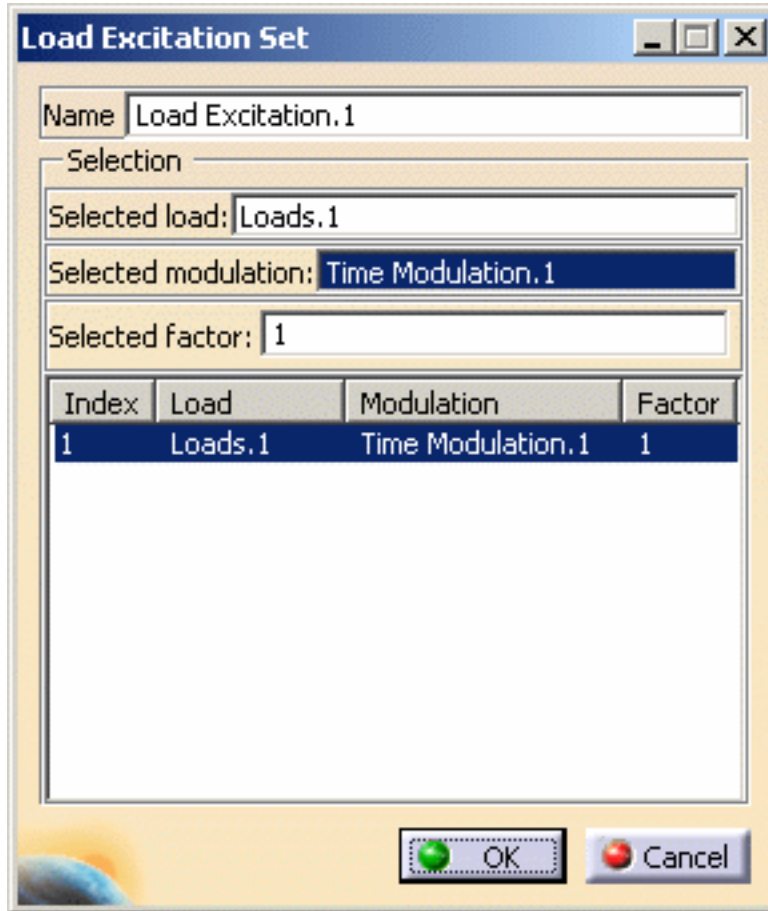 Load Excitation Set
Name Load Excitation.1
Selection
Selected load: Loads.1
Selected modulation: Time Modulation.1
Selected factor: 1
Index Load Modulation Factor
1 Loads.1 Time Modulation.1 1
OK Cancel